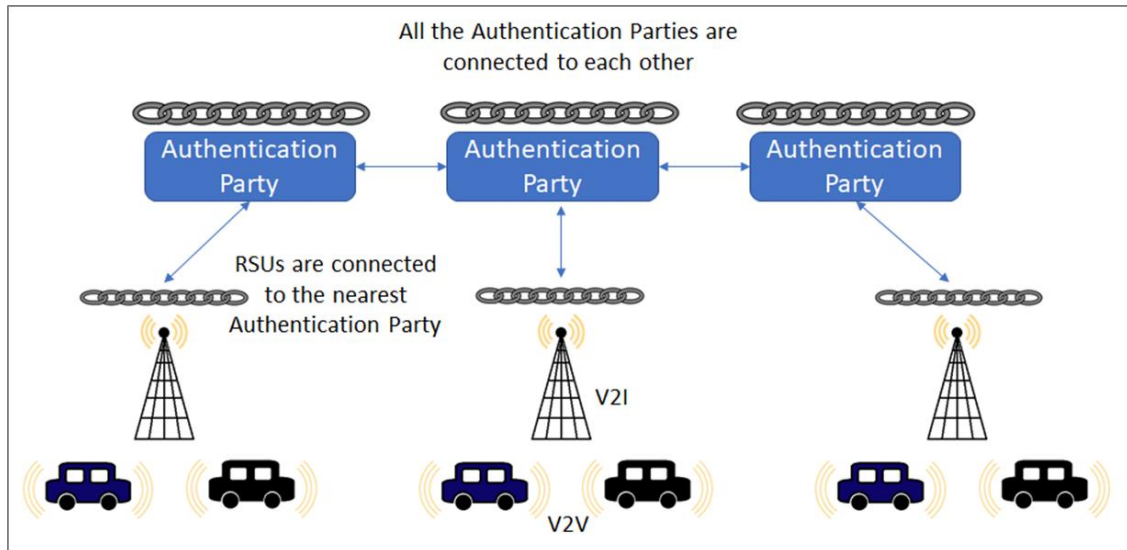 All the Authentication Parties are
connected to each other
Authentication
Party
Authentication
Party
Authentication
Party
RSUs are connected
to the nearest
Authentication Party
V2I
V2V